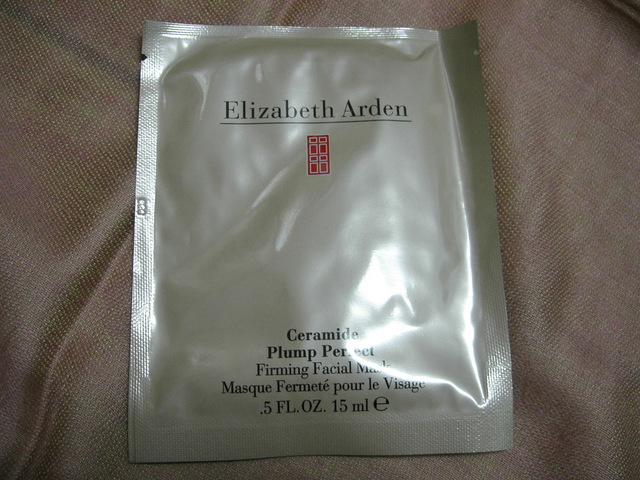 Elizabeth Arden
Ceramide
Plump Perfect
Firming Facial Mask
Masque Fermeté pour le Visage
.5 FL.OZ. 15 ml ℮